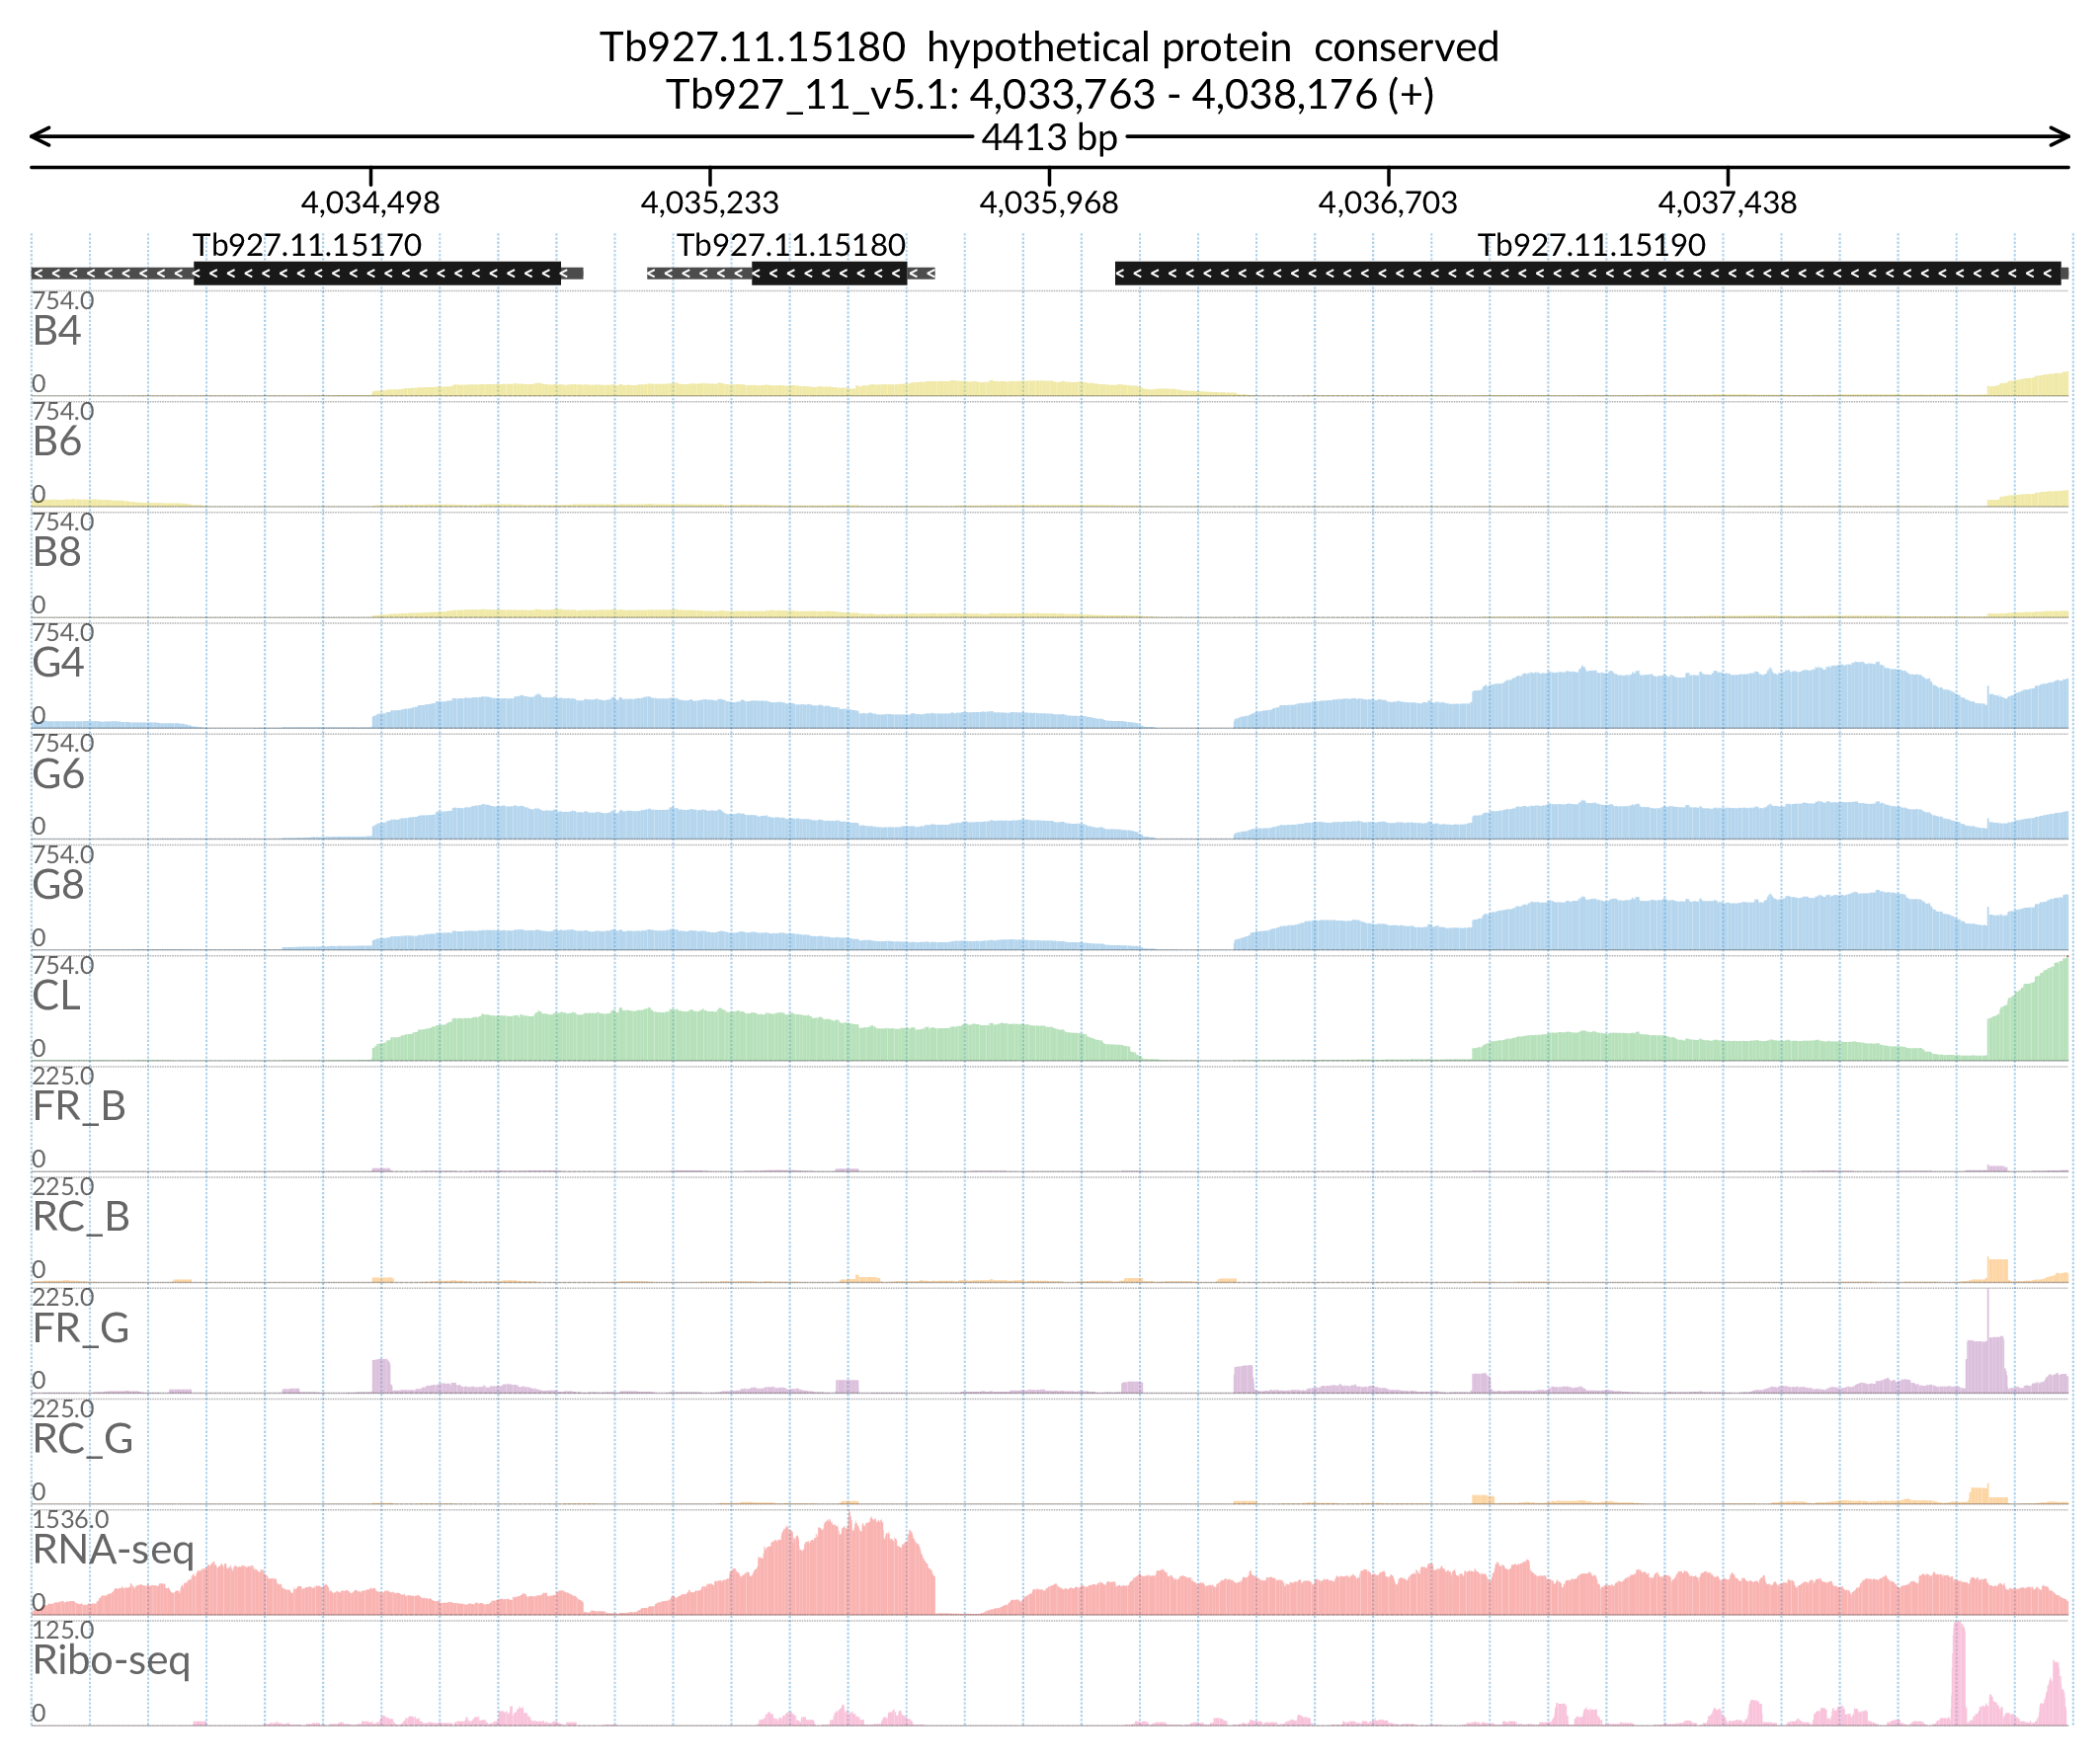 Tb927.11.15180 hypothetical protein conserved
Tb927_11_v5.1: 4,033,763 - 4,038,176 (+)
4413 bp
4,034,498 4,035,233 4,035,968 4,036,703 4,037,438
Tb927.11.15170 Tb927.11.15180 Tb927.11.15190
754.0
B4
0
754.0
B6
0
754.0
B8
0
754.0
G4
0
754.0
G6
0
754.0
G8
0
754.0
CL
0
225.0
FR_B
0
225.0
RC_B
0
225.0
FR_G
0
225.0
RC_G
0
1536.0
RNA-seq
0
125.0
Ribo-seq
0